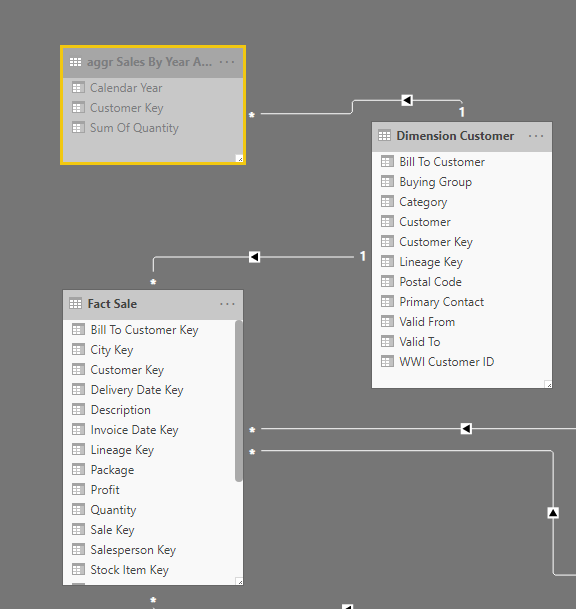 aggr Sales By Year A... ...
Calendar Year
Customer Key
Sum Of Quantity
*
1
Dimension Customer ...
Bill To Customer
Buying Group
Category
Customer
Customer Key
Lineage Key
Postal Code
Primary Contact
Valid From
Valid To
WWI Customer ID
1
*
Fact Sale ...
Bill To Customer Key
City Key
Customer Key
Delivery Date Key
Description
Invoice Date Key
Lineage Key
Package
Profit
Quantity
Sale Key
Salesperson Key
Stock Item Key
*
*
*